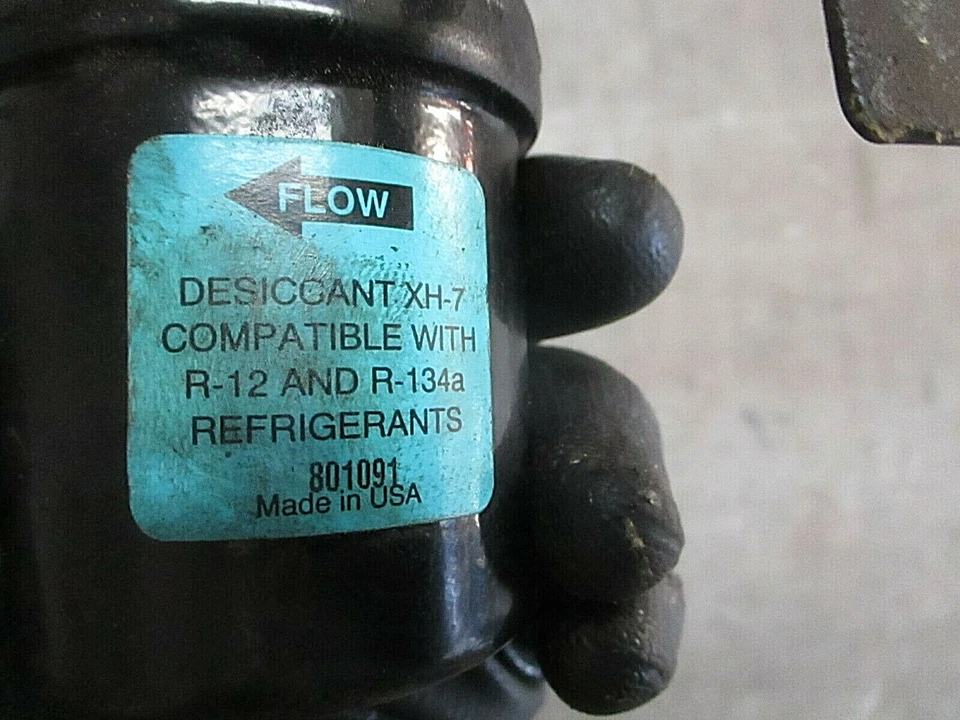 FLOW
DESICCANT XH-7
COMPATIBLE WITH
R-12 AND R-134a
REFRIGERANTS
801091
Made in USA